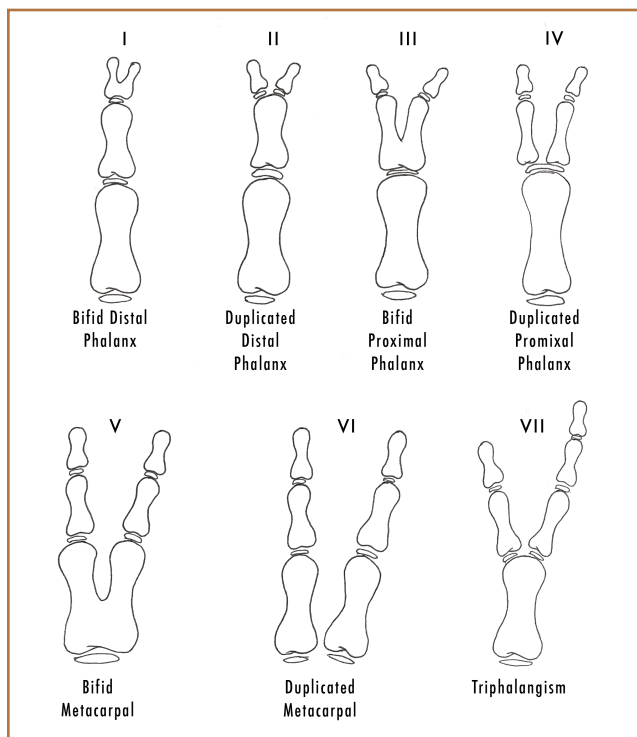 I II III IV
Bifid Distal
Phalanx
Duplicated
Distal
Phalanx
Bifid
Proximal
Phalanx
Duplicated
Promixal
Phalanx
V VI VII
Bifid
Metacarpal
Duplicated
Metacarpal
Triphalangism